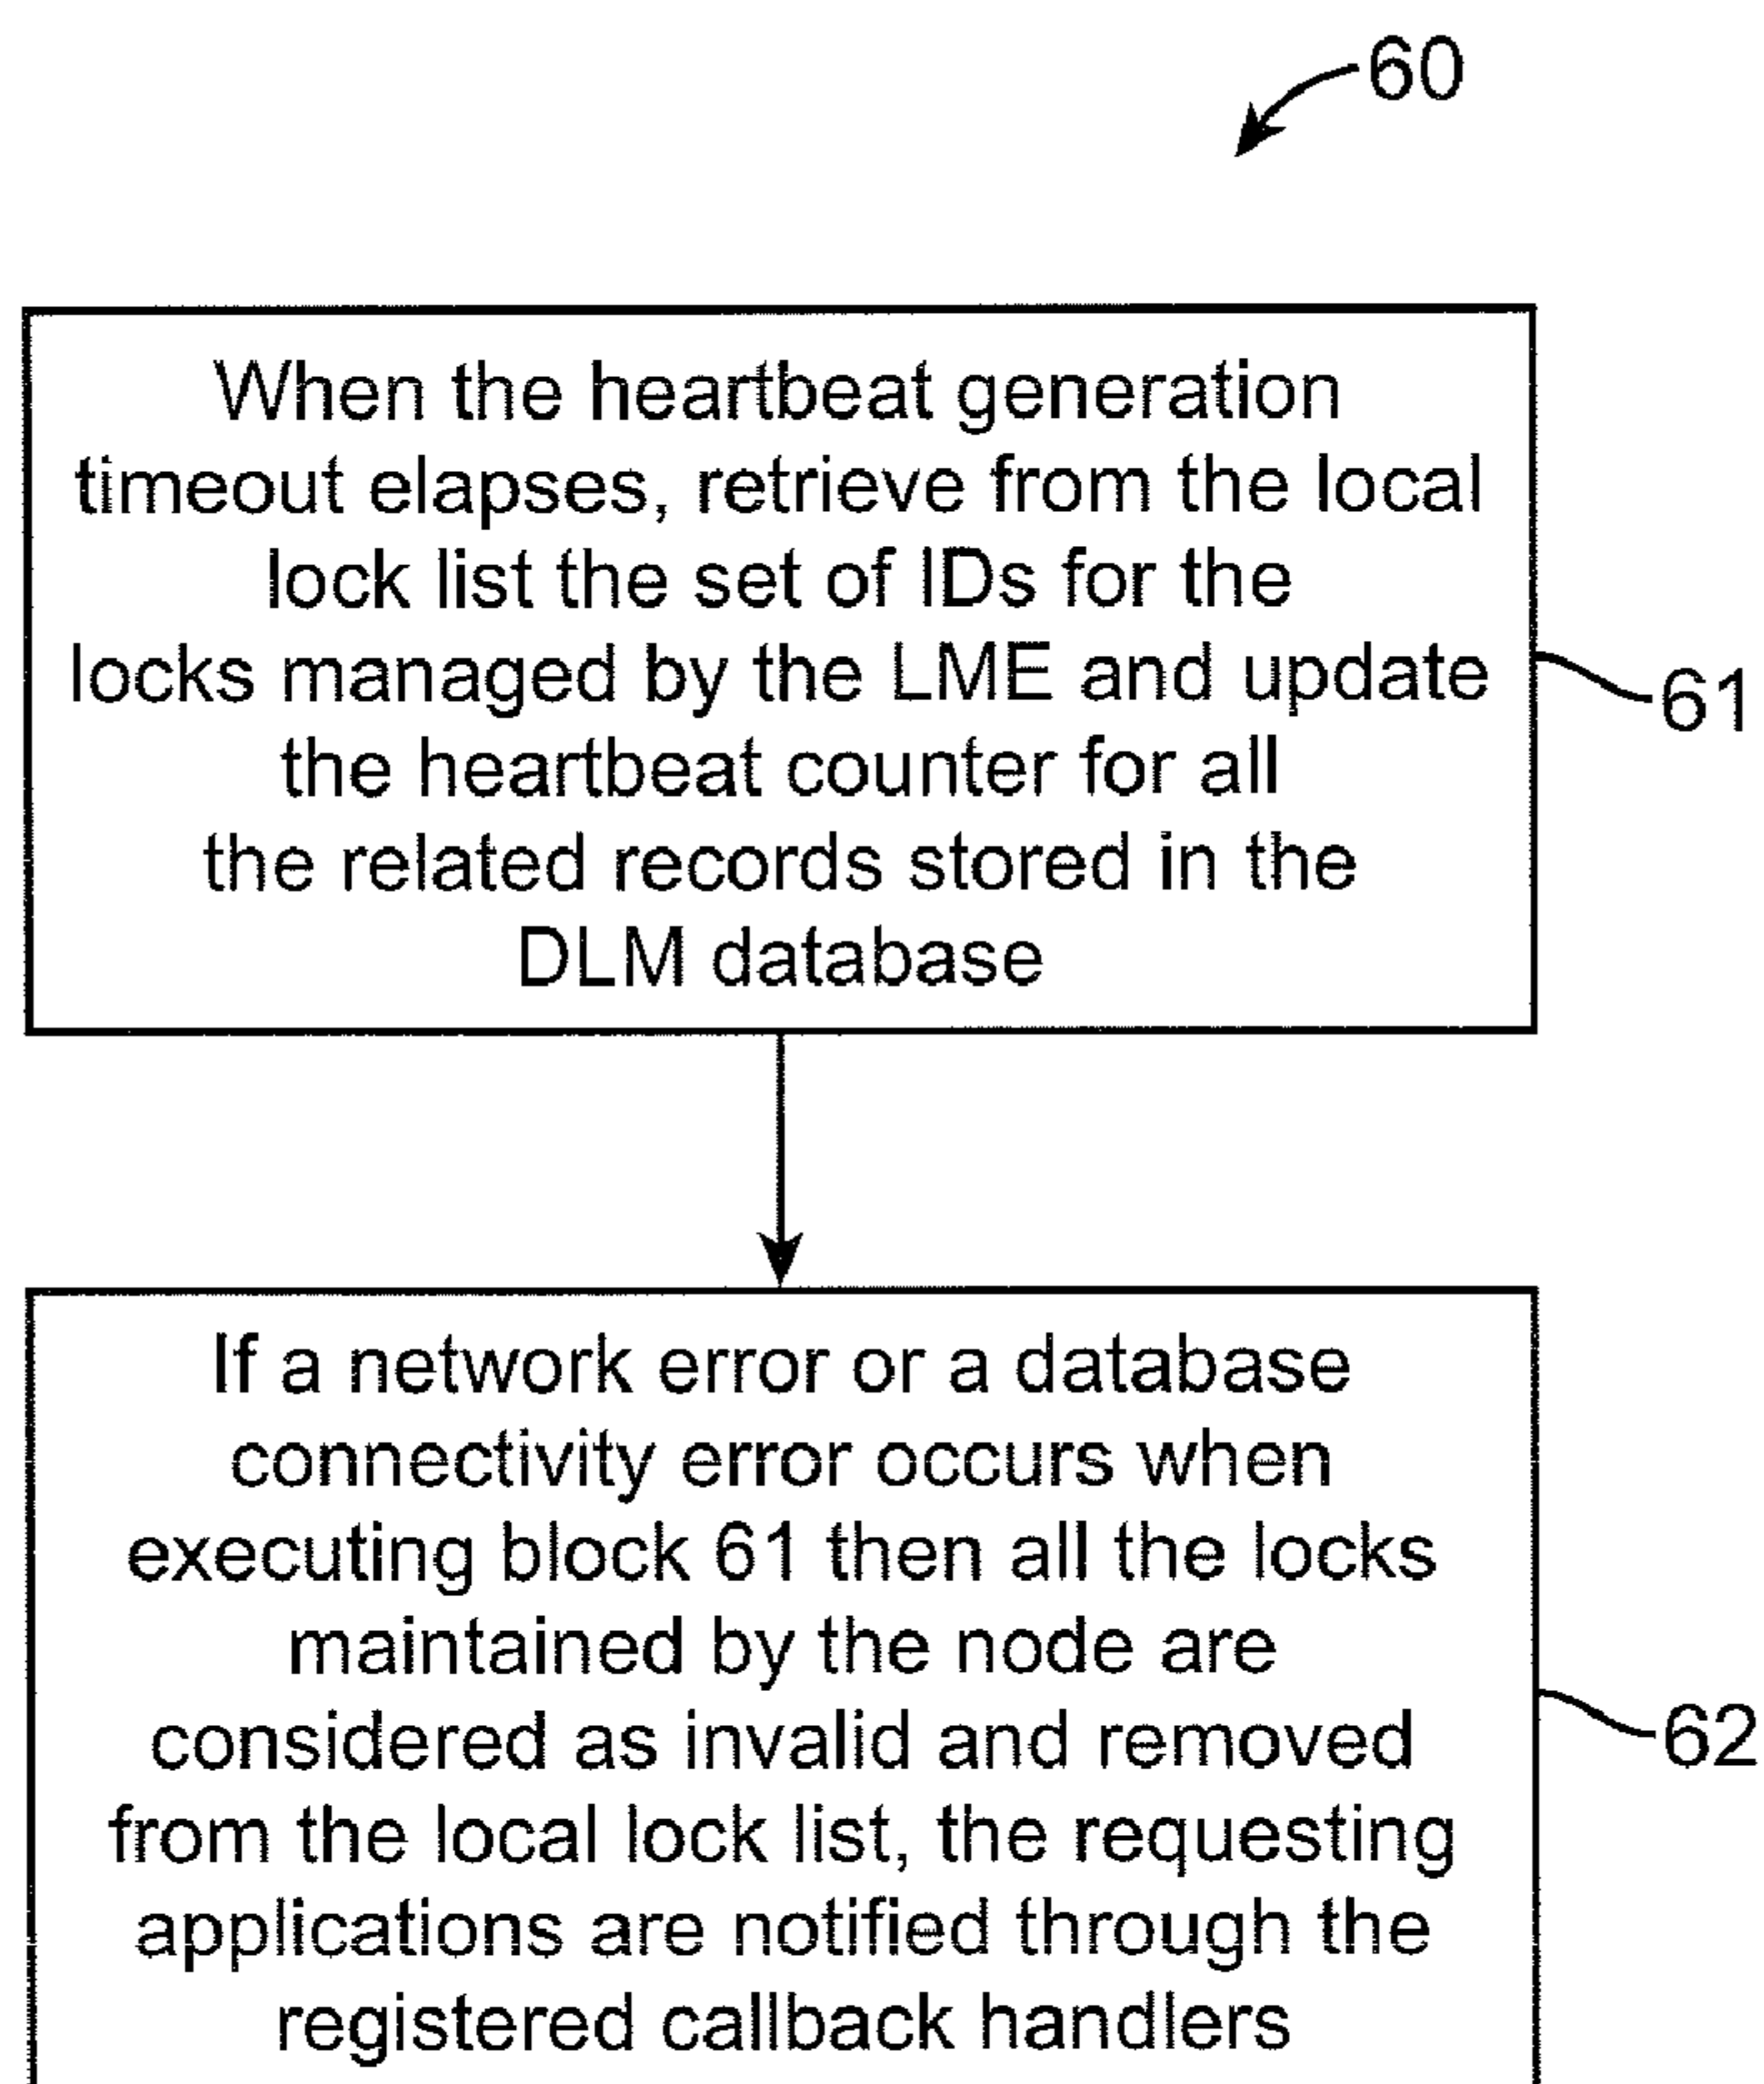 60
When the heartbeat generation
timeout elapses, retrieve from the local
lock list the set of IDs for the
locks managed by the LME and update
the heartbeat counter for all
the related records stored in the
DLM database
61
If a network error or a database
connectivity error occurs when
executing block 61 then all the locks
maintained by the node are
considered as invalid and removed
from the local lock list, the requesting
applications are notified through the
registered callback handlers
62